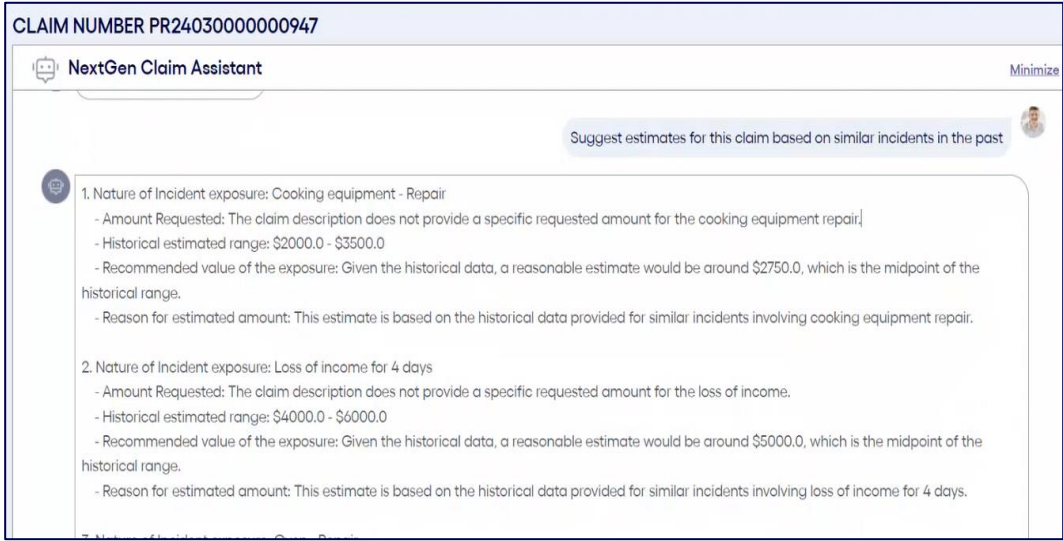 CLAIM NUMBER PR24030000000947
NextGen Claim Assistant
Minimize
Suggest estimates for this claim based on similar incidents in the past
1. Nature of Incident exposure: Cooking equipment - Repair
- Amount Requested: The claim description does not provide a specific requested amount for the cooking equipment repair.
- Historical estimated range: $2000.0 - $3500.0
- Recommended value of the exposure: Given the historical data, a reasonable estimate would be around $2750.0, which is the midpoint of the
historical range.
- Reason for estimated amount: This estimate is based on the historical data provided for similar incidents involving cooking equipment repair.
2. Nature of Incident exposure: Loss of income for 4 days
- Amount Requested: The claim description does not provide a specific requested amount for the loss of income.
- Historical estimated range: $4000.0 - $6000.0
- Recommended value of the exposure: Given the historical data, a reasonable estimate would be around $5000.0, which is the midpoint of the
historical range.
- Reason for estimated amount: This estimate is based on the historical data provided for similar incidents involving loss of income for 4 days.
3. Nature of Incident exposure: Oven - Repair